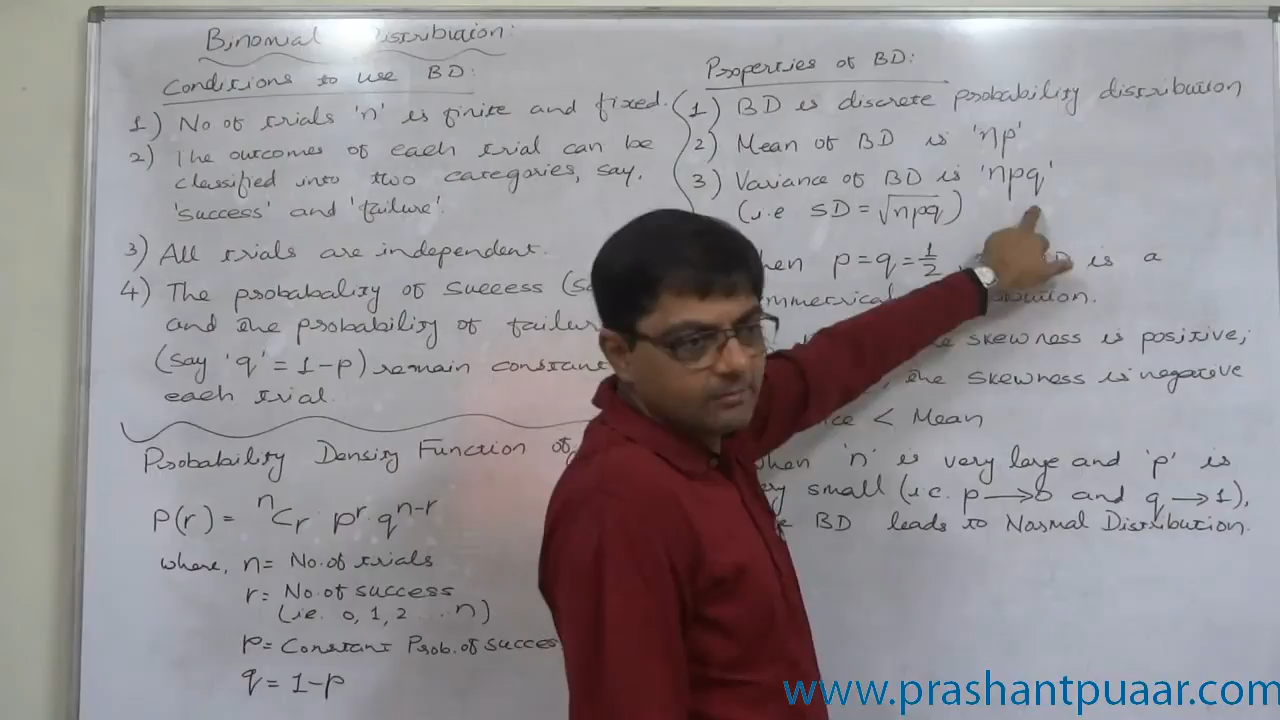 Binomial Distribution:
Conditions to use BD:
1) No of trials 'n' is finite and fixed.
2) The outcomes of each trial can be
classified into two categories, say,
'success' and 'failure'.
3) All trials are independent.
4) The probability of success (
and the probability of
(say 'q' = 1-p) remain constant
each trial.
Probability Density Function of
P(r) = nCr p^r . q^n-r
where, n = No. of trials
r = No. of success
(i.e. 0, 1, 2 ... n)
p = Constant Prob. of
q = 1-p
Properties of BD:
1) BD is discrete probability distribution
2) Mean of BD is 'np'
3) Variance of BD is 'npq'
(i.e SD = √npq)
p = q = 1/2, is a
skewness is positive;
, the skewness is negative
< Mean
'n' is very large and 'p' is
small (i.e. p → 0 and q → 1),
BD leads to Normal Distribution.
www.prashantpuaar.com